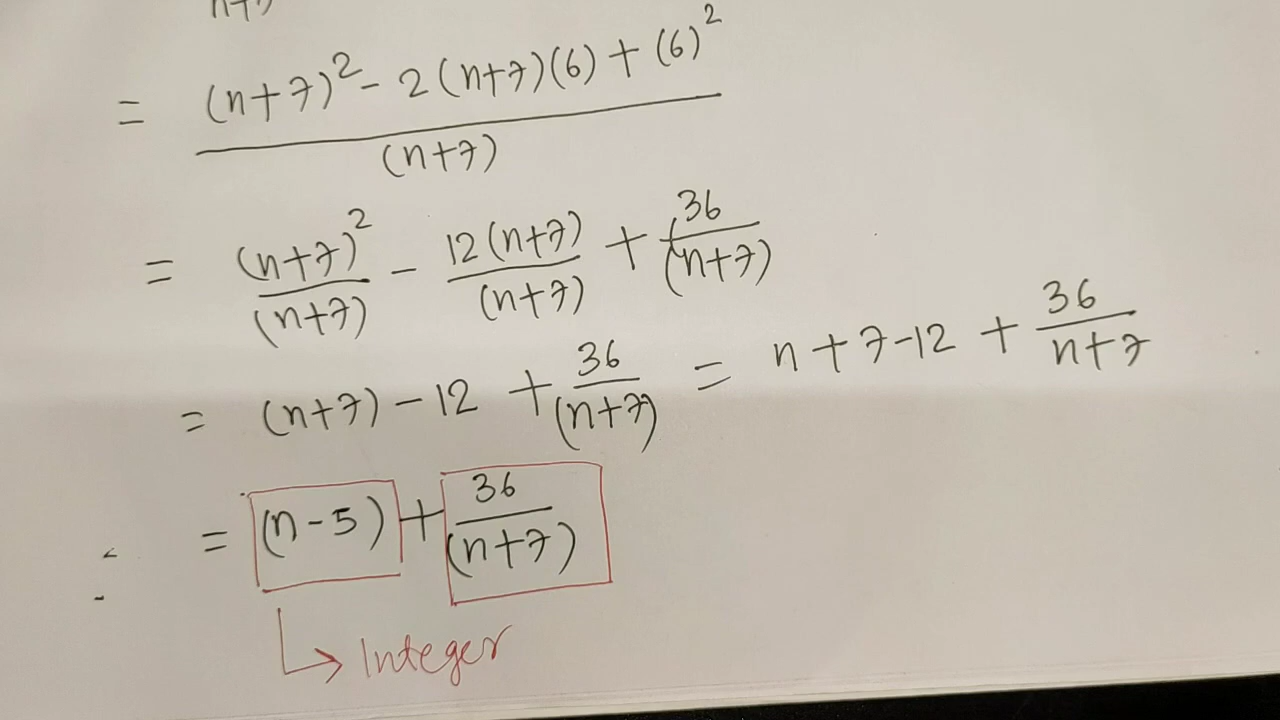 n+7
= (n+7)² - 2(n+7)(6) + (6)² / (n+7)
= (n+7)² / (n+7) - 12(n+7) / (n+7) + 36 / (n+7)
= (n+7) - 12 + 36 / (n+7) = n+7-12 + 36 / n+7
= (n-5) + 36 / (n+7)
Integer